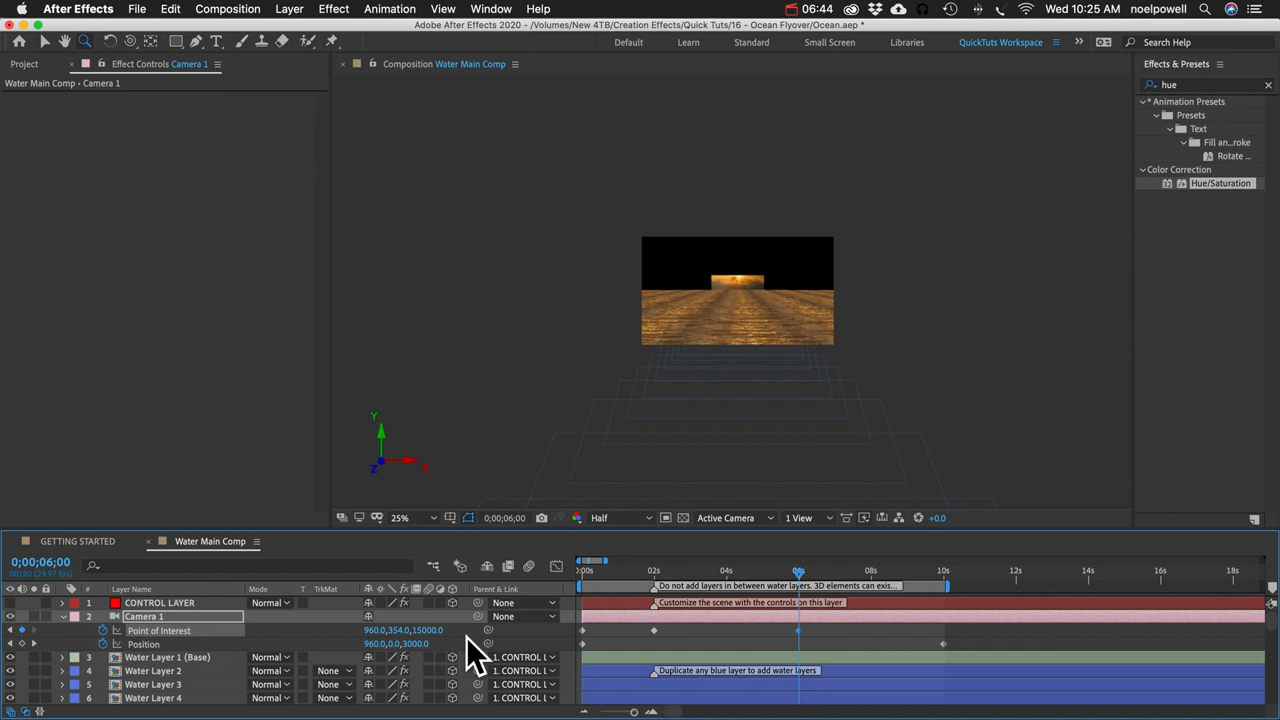 After Effects File Edit Composition Layer Effect Animation View Window Help 06:44 Wed 10:25 AM noelpowell
Adobe After Effects 2020 - /Volumes/New 4TB/Creation Effects/Quick Tuts/16 - Ocean Flyover/Ocean.aep *
Default Learn Standard Small Screen Libraries QuickTuts Workspace Search Help
Project × Effect Controls Camera 1 × Composition Water Main Comp Effects & Presets
Water Main Comp • Camera 1
hue
* Animation Presets
Presets
Text
Fill an...roke
Rotate ...
Color Correction
Hue/Saturation
Y
Z X
25% 0;00;06;00 Half Active Camera 1 View +0.0
GETTING STARTED × Water Main Comp
0;00;06;00
00180 (29.97 fps)
# Layer Name Mode T TrkMat Parent & Link
:00s 02s 04s 06s 08s 10s 12s 14s 16s 18s
Do not add layers in between water layers. 3D elements can exis...
1 CONTROL LAYER Normal None Customize the scene with the controls on this layer
2 Camera 1 None
Point of Interest 960.0,354.0,15000.0
Position 960.0,0.0,3000.0
3 Water Layer 1 (Base) Normal 1. CONTROL L
4 Water Layer 2 Normal None 1. CONTROL L Duplicate any blue layer to add water layers
5 Water Layer 3 Normal None 1. CONTROL L
6 Water Layer 4 Normal None 1. CONTROL L